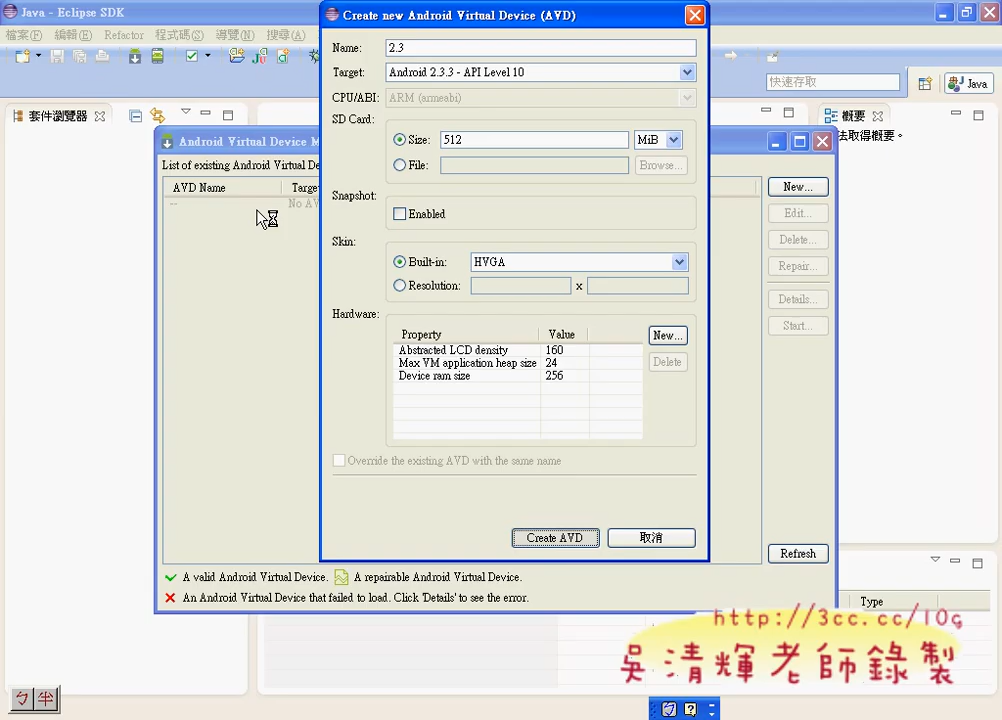 Java - Eclipse SDK
檔案(F) 編輯(E) Refactor 程式碼(S) 導覽(N) 搜尋(A)
快速存取
Java
套件瀏覽器
概要
法取得概要。
Android Virtual Device M
List of existing Android Virtual De
AVD Name Target
-- No AV
New...
Edit...
Delete...
Repair...
Details...
Start...
Refresh
A valid Android Virtual Device. A repairable Android Virtual Device.
An Android Virtual Device that failed to load. Click 'Details' to see the error.
Type
Create new Android Virtual Device (AVD)
Name: 2.3
Target: Android 2.3.3 - API Level 10
CPU/ABI: ARM (armeabi)
SD Card:
Size: 512 MiB
File: Browse...
Snapshot:
Enabled
Skin:
Built-in: HVGA
Resolution: x
Hardware:
Property Value
New...
Abstracted LCD density 160
Max VM application heap size 24
Delete
Device ram size 256
Override the existing AVD with the same name
Create AVD 取消
http://3cc.cc/10g
吳清輝老師錄製
ㄅ 半